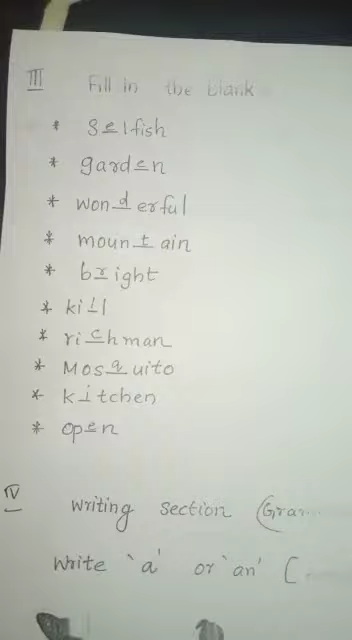 III Fill in the blank
* Selfish
* garden
* wonderful
* mountain
* bright
* kill
* richman
* Mosquito
* kitchen
* open
IV Writing section (Gra
Write 'a' or 'an' (